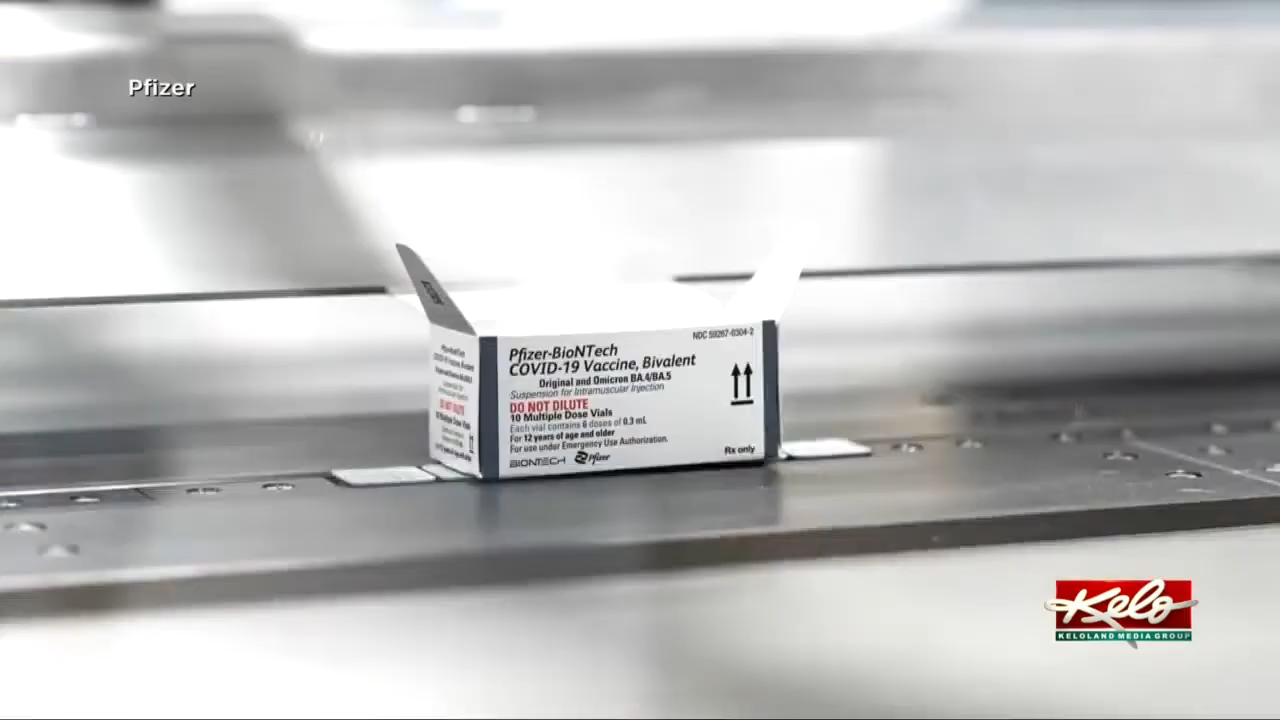 Pfizer
NDC 59267-0304-2
Pfizer-BioNTech
COVID-19 Vaccine, Bivalent
Original and Omicron BA.4/BA.5
Suspension for Intramuscular Injection
DO NOT DILUTE
10 Multiple Dose Vials
Each vial contains 6 doses of 0.3 mL
For 12 years of age and older
For use under Emergency Use Authorization.
BIONTECH Pfizer
Rx only
DO NOT DILUTE
Kelo
KELOLAND MEDIA GROUP